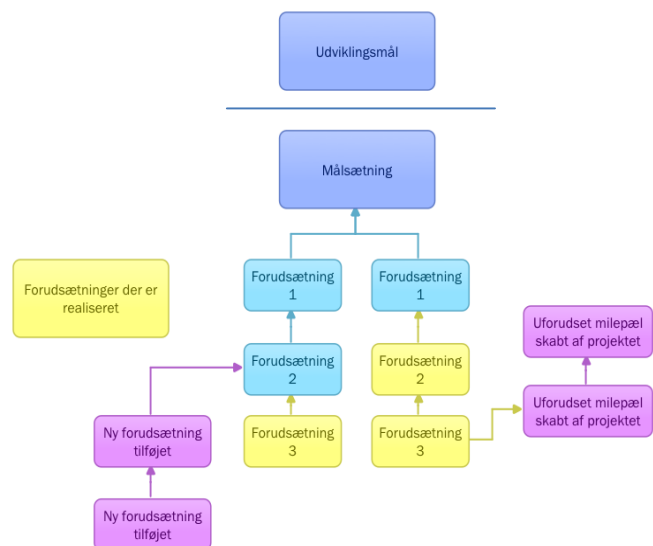 Udviklingsmål
Målsætning
Forudsætninger der er
realiseret
Forudsætning
1
Forudsætning
1
Forudsætning
2
Forudsætning
2
Forudsætning
3
Forudsætning
3
Uforudset milepæl
skabt af projektet
Uforudset milepæl
skabt af projektet
Ny forudsætning
tilføjet
Ny forudsætning
tilføjet